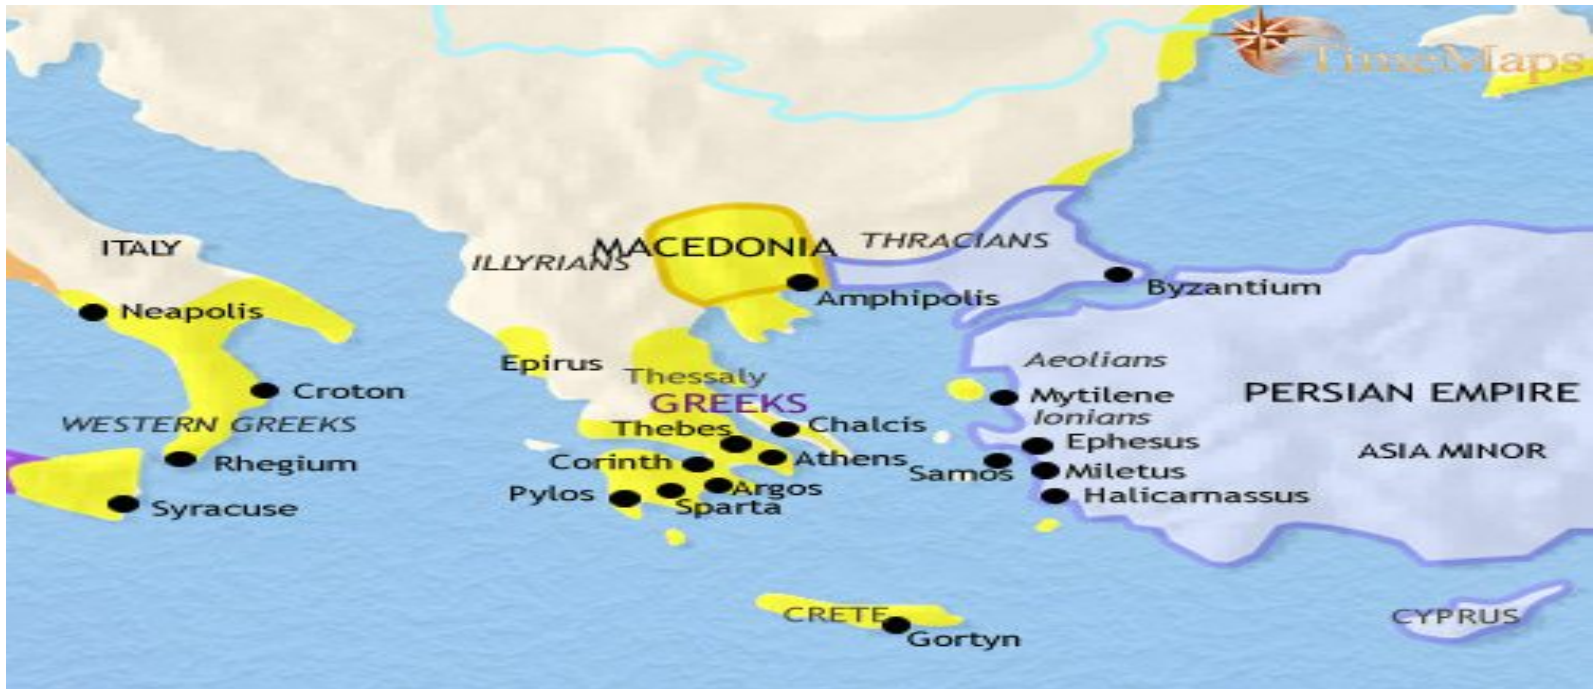 TimeMaps
ITALY
ILLYRIANS
MACEDONIA
THRACIANS
Neapolis
Amphipolis
Byzantium
Epirus
Thessaly
Aeolians
Croton
GREEKS
Mytilene
PERSIAN EMPIRE
WESTERN GREEKS
Thebes
Chalcis
Ionians
Rhegium
Corinth
Athens
Samos
Ephesus
ASIA MINOR
Syracuse
Pylos
Sparta
Argos
Miletus
Halicarnassus
CRETE
Gortyn
CYPRUS